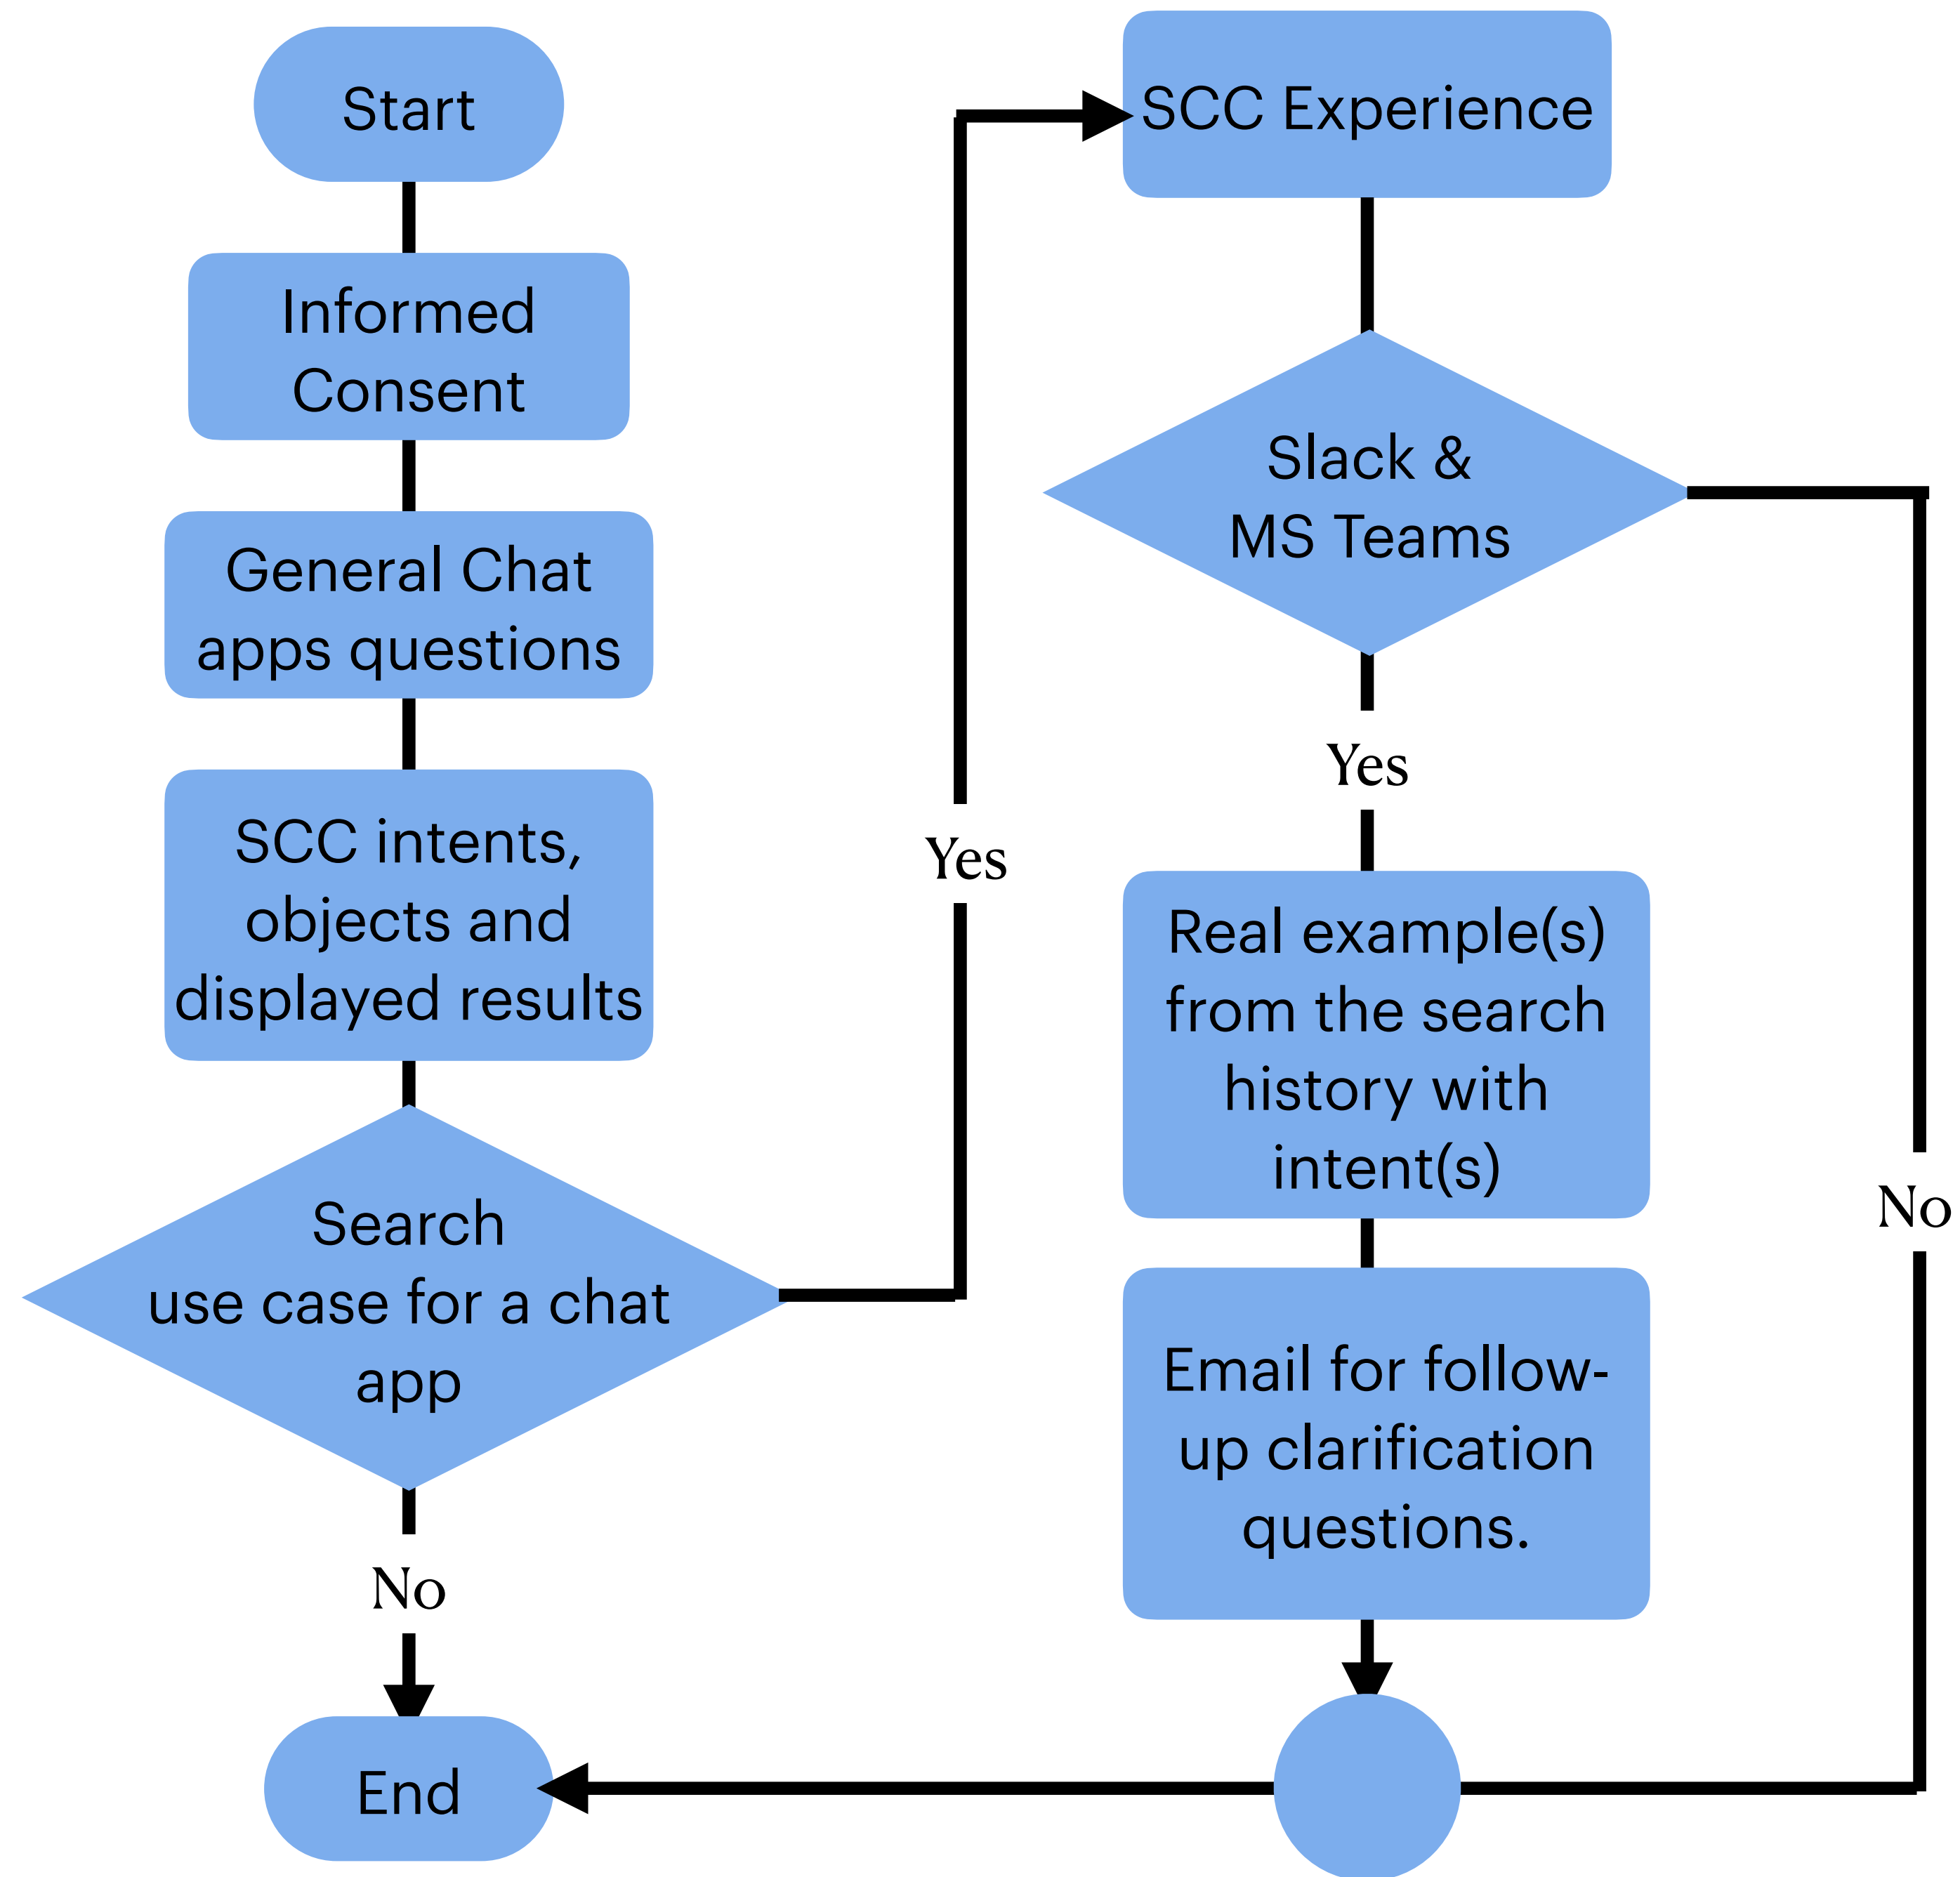 Start
Informed
Consent
General Chat
apps questions
SCC intents,
objects and
displayed results
Search
use case for a chat
app
No
End
Yes
SCC Experience
Slack &
MS Teams
Yes
Real example(s)
from the search
history with
intent(s)
Email for follow-
up clarification
questions.
No